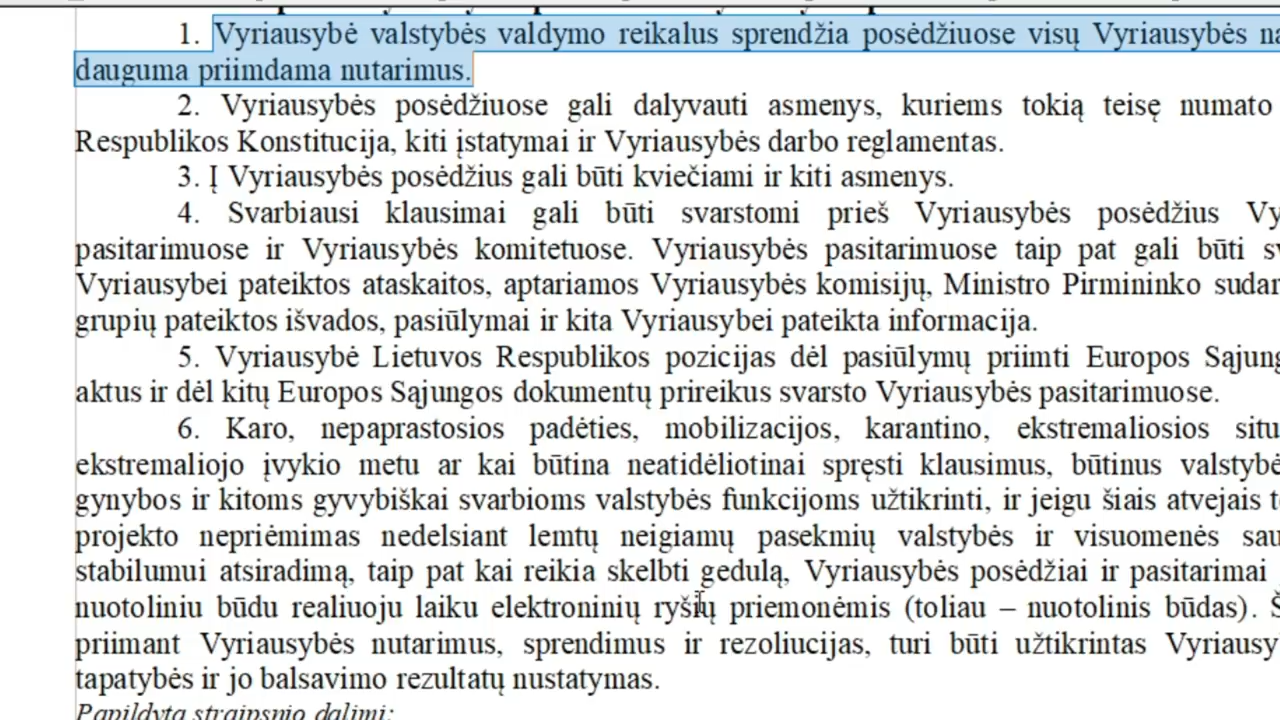 1. Vyriausybė valstybės valdymo reikalus sprendžia posėdžiuose visų Vyriausybės
dauguma priimdama nutarimus.
2. Vyriausybės posėdžiuose gali dalyvauti asmenys, kuriems tokią teisę numato
Respublikos Konstitucija, kiti įstatymai ir Vyriausybės darbo reglamentas.
3. Į Vyriausybės posėdžius gali būti kviečiami ir kiti asmenys.
4. Svarbiausi klausimai gali būti svarstomi prieš Vyriausybės posėdžius
pasitarimuose ir Vyriausybės komitetuose. Vyriausybės pasitarimuose taip pat gali būti
Vyriausybei pateiktos ataskaitos, aptariamos Vyriausybės komisijų, Ministro Pirmininko
grupių pateiktos išvados, pasiūlymai ir kita Vyriausybei pateikta informacija.
5. Vyriausybė Lietuvos Respublikos pozicijas dėl pasiūlymų priimti Europos
aktus ir dėl kitų Europos Sąjungos dokumentų prireikus svarsto Vyriausybės pasitarimuose.
6. Karo, nepaprastosios padėties, mobilizacijos, karantino, ekstremaliosios
ekstremaliojo įvykio metu ar kai būtina neatidėliotinai spręsti klausimus, būtinus
gynybos ir kitoms gyvybiškai svarbioms valstybės funkcijoms užtikrinti, ir jeigu šiais atvejais
projekto nepriėmimas nedelsiant lemtų neigiamų pasekmių valstybės ir visuomenės
stabilumui atsiradimą, taip pat kai reikia skelbti gedulą, Vyriausybės posėdžiai ir pasitarimai
nuotoliniu būdu realiuoju laiku elektroninių ryšių priemonėmis (toliau – nuotolinis būdas).
priimant Vyriausybės nutarimus, sprendimus ir rezoliucijas, turi būti užtikrintas
tapatybės ir jo balsavimo rezultatų nustatymas.
Papildyta straipsnio dalimi: